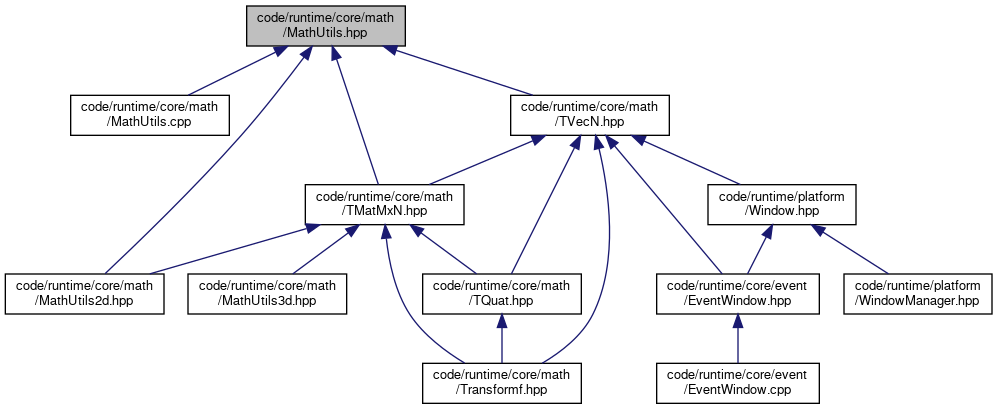 code/runtime/core/math
/MathUtils.hpp
code/runtime/core/math
/MathUtils.cpp
code/runtime/core/math
/TVecN.hpp
code/runtime/core/math
/TMatMxN.hpp
code/runtime/platform
/Window.hpp
code/runtime/core/math
/MathUtils2d.hpp
code/runtime/core/math
/MathUtils3d.hpp
code/runtime/core/math
/TQuat.hpp
code/runtime/core/event
/EventWindow.hpp
code/runtime/platform
/WindowManager.hpp
code/runtime/core/math
/Transformf.hpp
code/runtime/core/event
/EventWindow.cpp